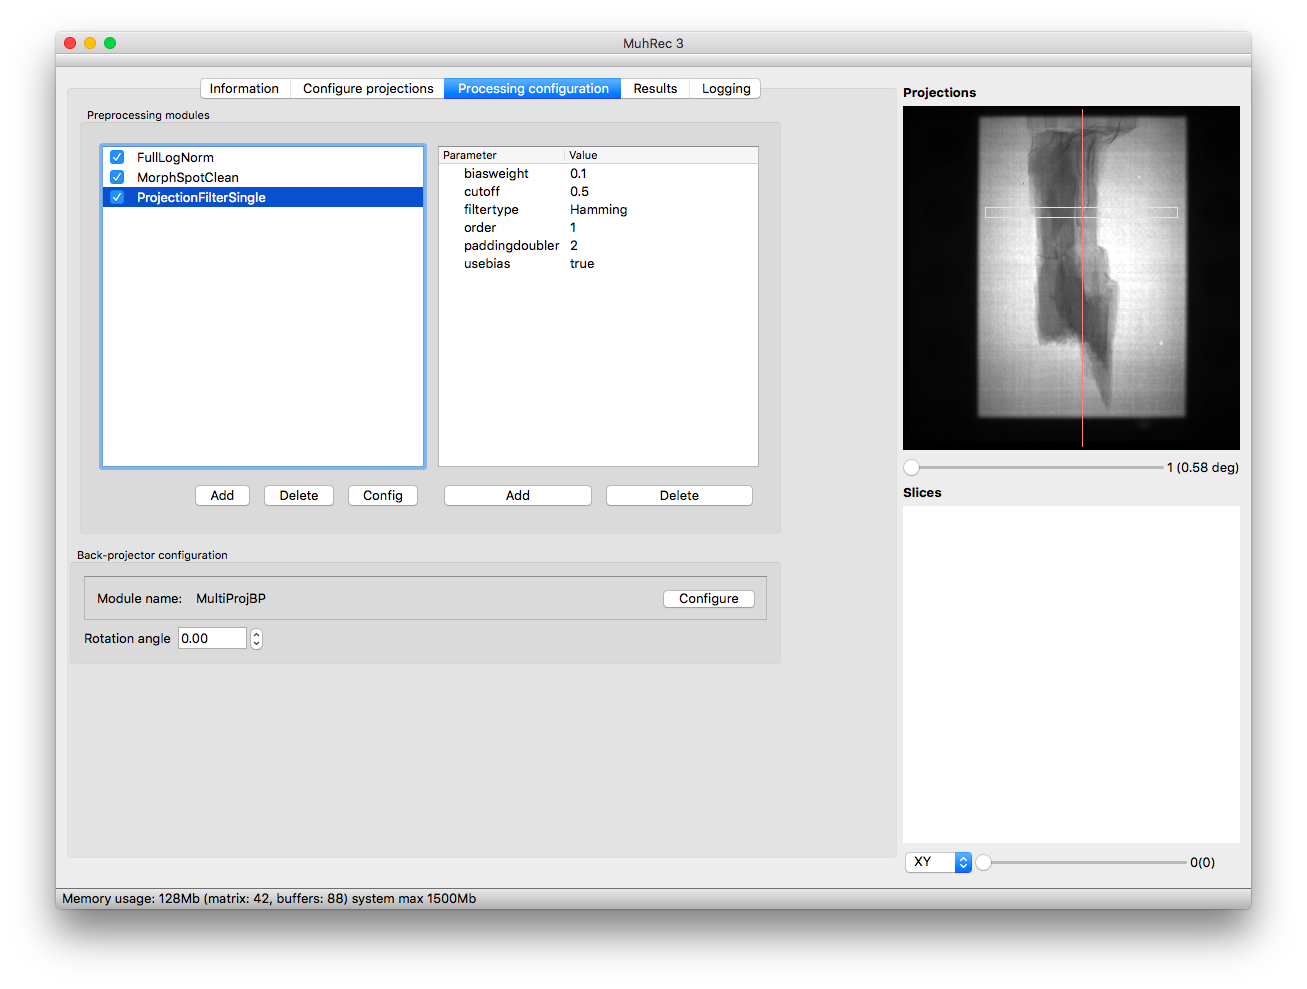 MuhRec 3
Information Configure projections Processing configuration Results Logging
Preprocessing modules
FullLogNorm
MorphSpotClean
ProjectionFilterSingle
Add Delete Config
Parameter Value
biasweight 0.1
cutoff 0.5
filtertype Hamming
order 1
paddingdoubler 2
usebias true
Add Delete
Back-projector configuration
Module name: MultiProjBP Configure
Rotation angle 0.00
Projections
1 (0.58 deg)
Slices
XY 0(0)
Memory usage: 128Mb (matrix: 42, buffers: 88) system max 1500Mb